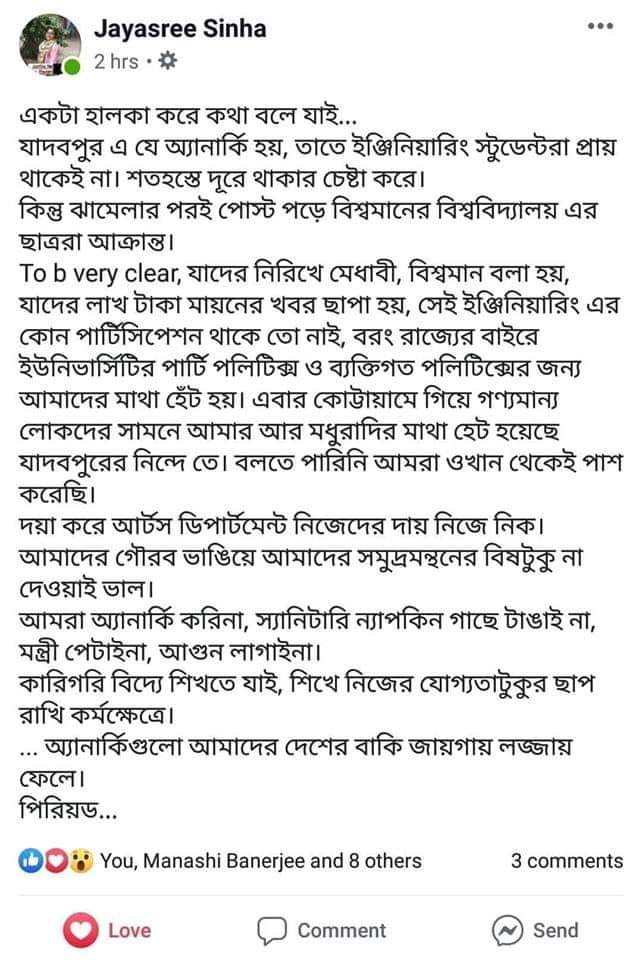 Jayasree Sinha
2 hrs
একটা হালকা করে কথা বলে যাই...
যাদবপুর এ যে অ্যানার্কি হয়, তাতে ইঞ্জিনিয়ারিং স্টুডেন্টরা প্রায়
থাকেই না। শতহস্তে দূরে থাকার চেষ্টা করে।
কিন্তু ঝামেলার পরই পোস্ট পড়ে বিশ্বমানের বিশ্ববিদ্যালয় এর
ছাত্ররা আক্রান্ত।
To b very clear, যাদের নিরিখে মেধাবী, বিশ্বমান বলা হয়,
যাদের লাখ টাকা মায়নের খবর ছাপা হয়, সেই ইঞ্জিনিয়ারিং এর
কোন পার্টিসিপেশন থাকে তো নাই, বরং রাজ্যের বাইরে
ইউনিভার্সিটির পার্টি পলিটিক্স ও ব্যক্তিগত পলিটিক্সের জন্য
আমাদের মাথা হেঁট হয়। এবার কোট্টায়ামে গিয়ে গণ্যমান্য
লোকদের সামনে আমার আর মধুরাদির মাথা হেট হয়েছে
যাদবপুরের নিন্দে তে। বলতে পারিনি আমরা ওখান থেকেই পাশ
করেছি।
দয়া করে আর্টস ডিপার্টমেন্ট নিজেদের দায় নিজে নিক।
আমাদের গৌরব ভাঙিয়ে আমাদের সমুদ্রমন্থনের বিষটুকু না
দেওয়াই ভাল।
আমরা অ্যানার্কি করিনা, স্যানিটারি ন্যাপকিন গাছে টাঙাই না,
মন্ত্রী পেটাইনা, আগুন লাগাইনা।
কারিগরি বিদ্যে শিখতে যাই, শিখে নিজের যোগ্যতাটুকুর ছাপ
রাখি কর্মক্ষেত্রে।
... অ্যানার্কিগুলো আমাদের দেশের বাকি জায়গায় লজ্জায়
ফেলে।
পিরিয়ড...
You, Manashi Banerjee and 8 others 3 comments
Love Comment Send